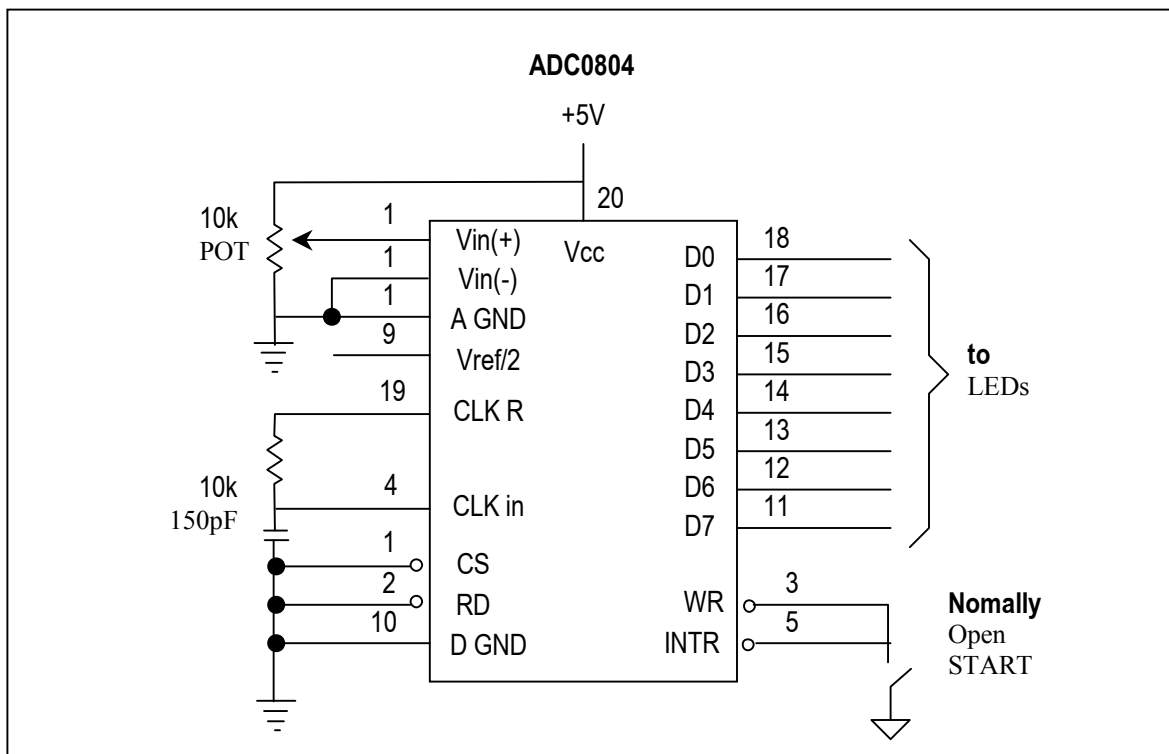 ADC0804
+5V
20
10k
POT
1
Vin(+)
Vcc
1
Vin(-)
1
A GND
9
Vref/2
19
CLK R
10k
150pF
4
CLK in
1
CS
2
RD
10
D GND
D0
18
D1
17
D2
16
D3
15
D4
14
D5
13
D6
12
D7
11
to
LEDs
WR
3
INTR
5
Nomally
Open
START